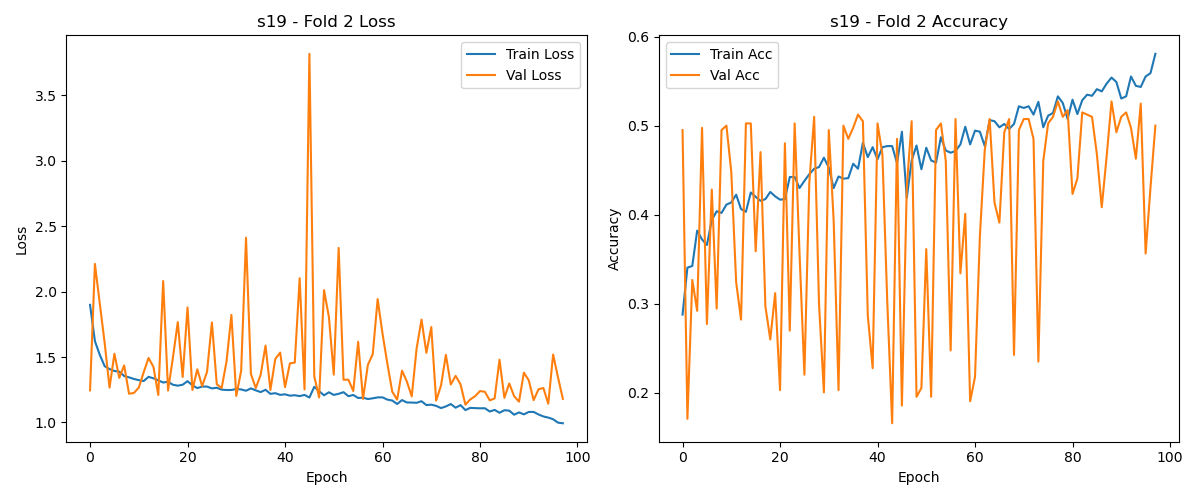 s19 - Fold 2 Loss
Train Loss
Val Loss
3.5
3.0
2.5
2.0
1.5
1.0
Loss
0 20 40 60 80 100
Epoch
s19 - Fold 2 Accuracy
Train Acc
Val Acc
0.6
0.5
0.4
0.3
0.2
Accuracy
0 20 40 60 80 100
Epoch